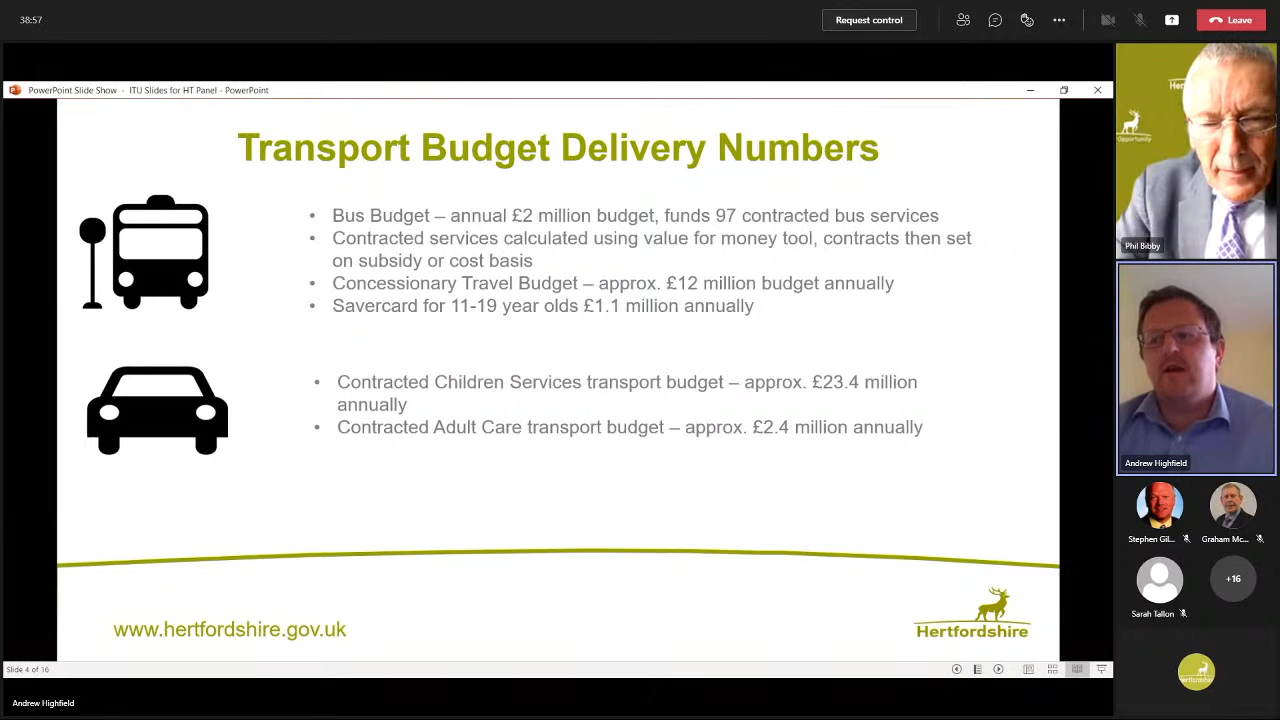 38:57
Request control
Leave
PowerPoint Slide Show - ITU Slides for HT Panel - PowerPoint
Transport Budget Delivery Numbers
• Bus Budget – annual £2 million budget, funds 97 contracted bus services
• Contracted services calculated using value for money tool, contracts then set
on subsidy or cost basis
• Concessionary Travel Budget – approx. £12 million budget annually
• Savercard for 11-19 year olds £1.1 million annually
• Contracted Children Services transport budget – approx. £23.4 million
annually
• Contracted Adult Care transport budget – approx. £2.4 million annually
www.hertfordshire.gov.uk
Hertfordshire
Slide 4 of 16
Andrew Highfield
Opportunity
Phil Bibby
Andrew Highfield
Stephen Gil...
Graham Mc...
Sarah Tallon
+16
Hertfordshire